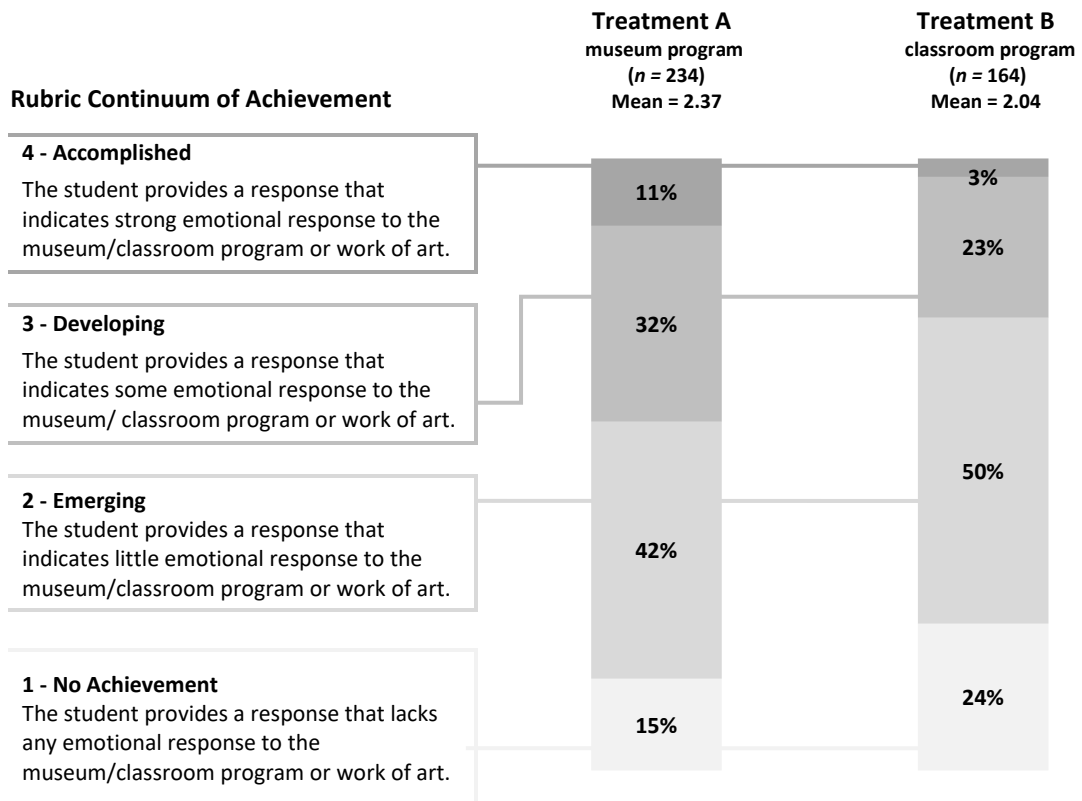 Treatment A
museum program
(n = 234)
Mean = 2.37
Treatment B
classroom program
(n = 164)
Mean = 2.04
Rubric Continuum of Achievement
4 - Accomplished
The student provides a response that
indicates strong emotional response to the
museum/classroom program or work of art.
3 - Developing
The student provides a response that
indicates some emotional response to the
museum/ classroom program or work of art.
2 - Emerging
The student provides a response that
indicates little emotional response to the
museum/classroom program or work of art.
1 - No Achievement
The student provides a response that lacks
any emotional response to the
museum/classroom program or work of art.
11%
32%
42%
15%
3%
23%
50%
24%